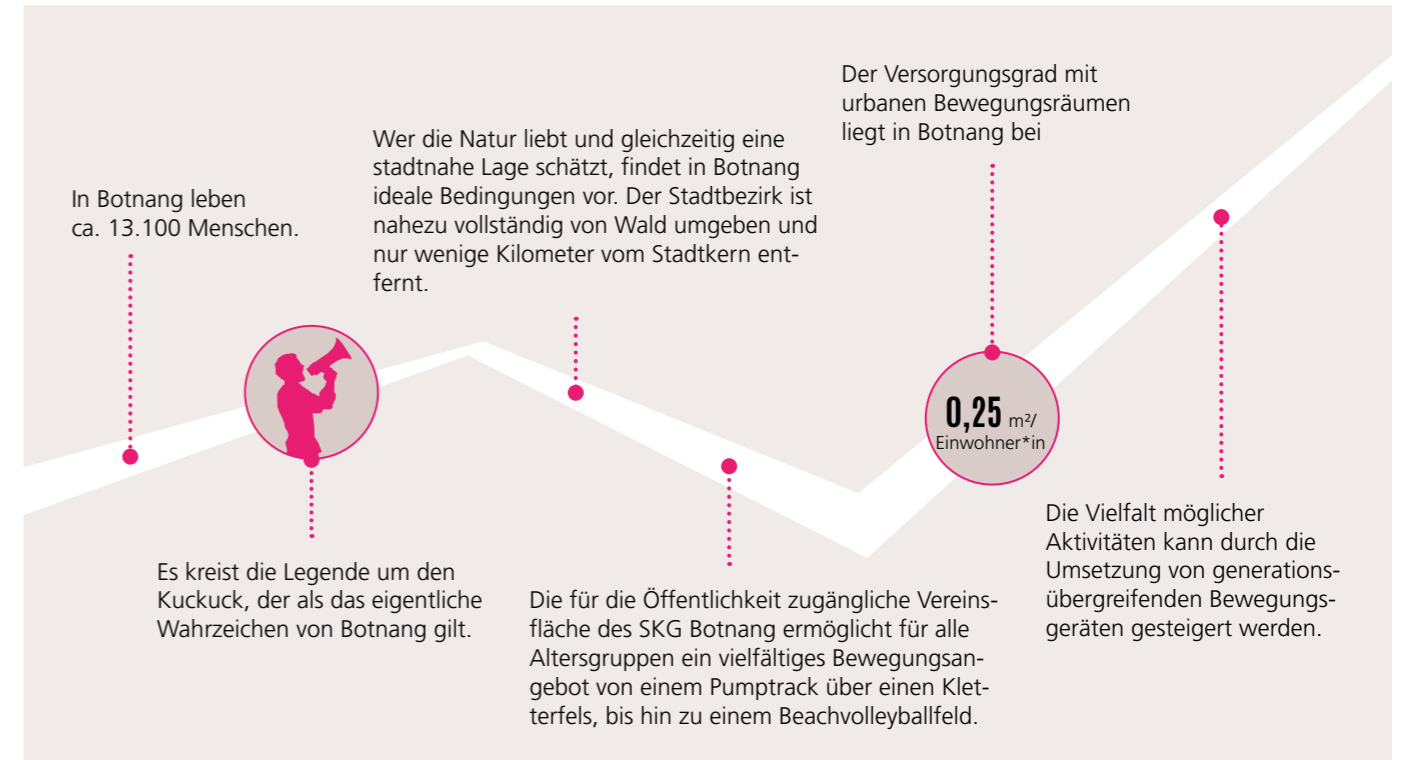 In Botnang leben
ca. 13.100 Menschen.
Es kreist die Legende um den
Kuckuck, der als das eigentliche
Wahrzeichen von Botnang gilt.
Wer die Natur liebt und gleichzeitig eine
stadtnahe Lage schätzt, findet in Botnang
ideale Bedingungen vor. Der Stadtbezirk ist
nahezu vollständig von Wald umgeben und
nur wenige Kilometer vom Stadtkern ent-
fernt.
Die für die Öffentlichkeit zugängliche Vereins-
fläche des SKG Botnang ermöglicht für alle
Altersgruppen ein vielfältiges Bewegungsan-
gebot von einem Pumptrack über einen Klet-
terfels, bis hin zu einem Beachvolleyballfeld.
Der Versorgungsgrad mit
urbanen Bewegungsräumen
liegt in Botnang bei
0,25 m²/
Einwohner*in
Die Vielfalt möglicher
Aktivitäten kann durch die
Umsetzung von generations-
übergreifenden Bewegungs-
geräten gesteigert werden.